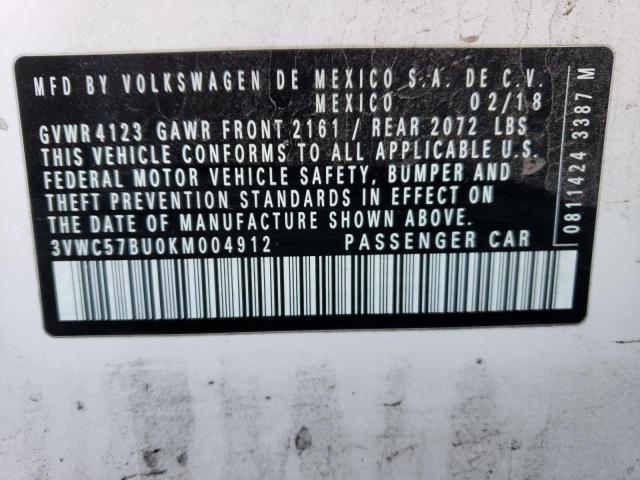 MFD BY VOLKSWAGEN DE MEXICO S.A. DE C.V.
MEXICO 02/18
GVWR 4123 GAWR FRONT 2161 / REAR 2072 LBS
THIS VEHICLE CONFORMS TO ALL APPLICABLE U.S.
FEDERAL MOTOR VEHICLE SAFETY, BUMPER AND
THEFT PREVENTION STANDARDS IN EFFECT ON
THE DATE OF MANUFACTURE SHOWN ABOVE.
3VWC57BU0KM004912 PASSENGER CAR
0811424 3387 M